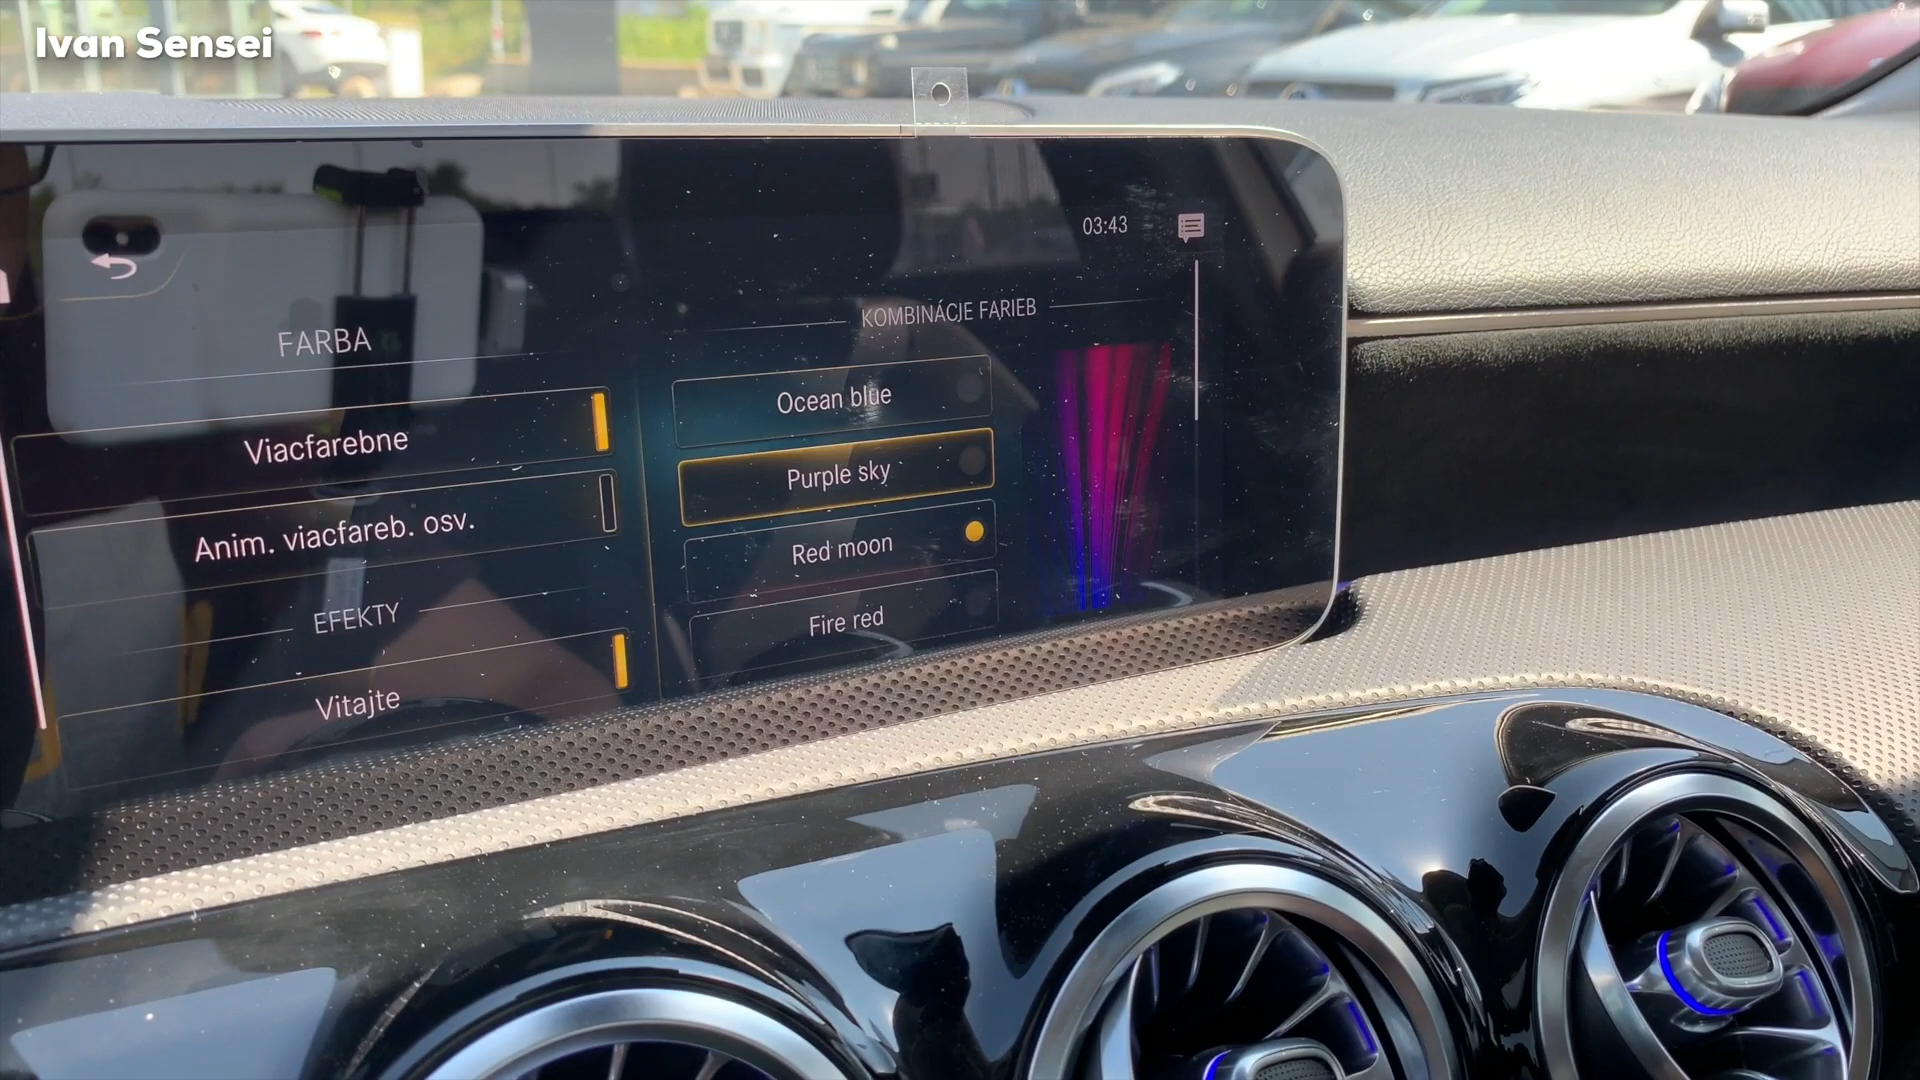 Ivan Sensei
03:43
FARBA
Viacfarebne
Anim. viacfareb. osv.
EFEKTY
Vitajte
KOMBINÁCJE FARIEB
Ocean blue
Purple sky
Red moon
Fire red